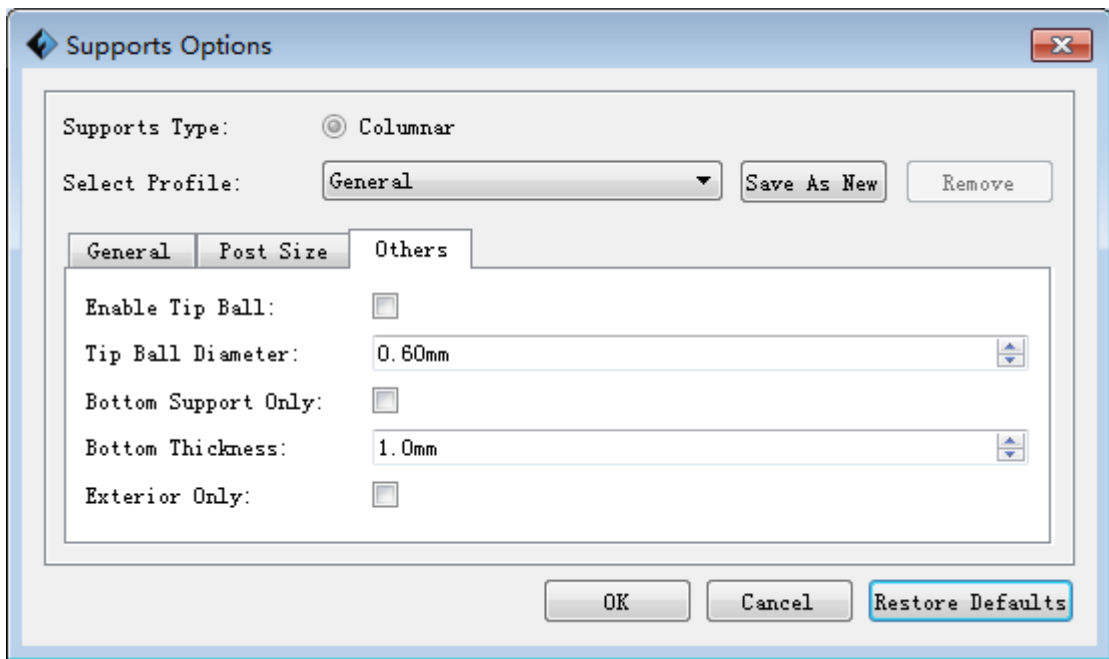 Supports Options
Supports Type: Columnar
Select Profile: General Save As New Remove
General Post Size Others
Enable Tip Ball:
Tip Ball Diameter: 0.60mm
Bottom Support Only:
Bottom Thickness: 1.0mm
Exterior Only:
OK Cancel Restore Defaults